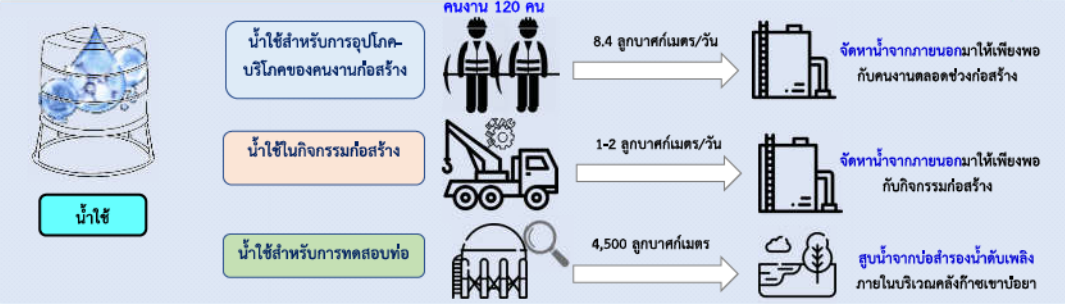 คนงาน 120 คน
น้ำใช้สำหรับการอุปโภค-
บริโภคของคนงานก่อสร้าง
8.4 ลูกบาศก์เมตร/วัน
จัดหาน้ำจากภายนอกมาให้เพียงพอ
กับคนงานตลอดช่วงก่อสร้าง
น้ำใช้ในกิจกรรมก่อสร้าง
1-2 ลูกบาศก์เมตร/วัน
จัดหาน้ำจากภายนอกมาให้เพียงพอ
กับกิจกรรมก่อสร้าง
น้ำใช้
น้ำใช้สำหรับการทดสอบท่อ
4,500 ลูกบาศก์เมตร
สูบน้ำจากบ่อสำรองน้ำดับเพลิง
ภายในบริเวณคลังก๊าซเขาบ่อยา